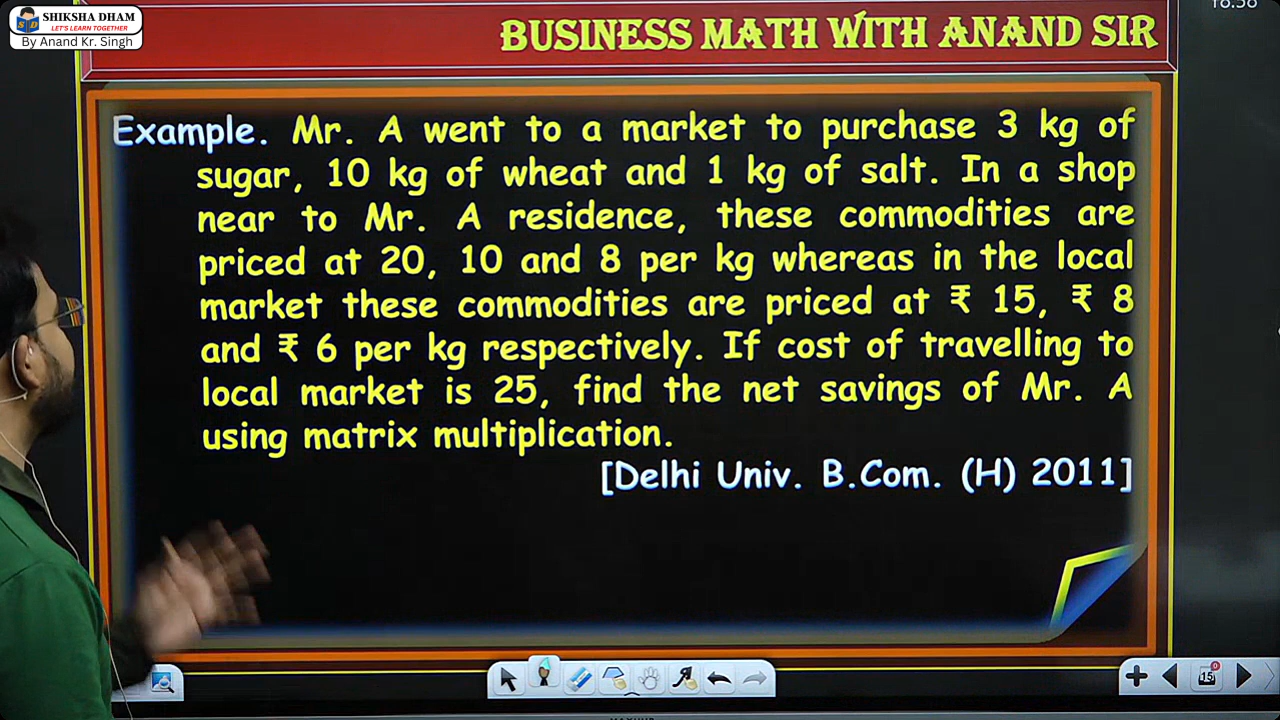 SHIKSHA DHAM
LET'S LEARN TOGETHER
By Anand Kr. Singh
BUSINESS MATH WITH ANAND SIR
Example. Mr. A went to a market to purchase 3 kg of
sugar, 10 kg of wheat and 1 kg of salt. In a shop
near to Mr. A residence, these commodities are
priced at 20, 10 and 8 per kg whereas in the local
market these commodities are priced at ₹ 15, ₹ 8
and ₹ 6 per kg respectively. If cost of travelling to
local market is 25, find the net savings of Mr. A
using matrix multiplication.
[Delhi Univ. B.Com. (H) 2011]
15
0